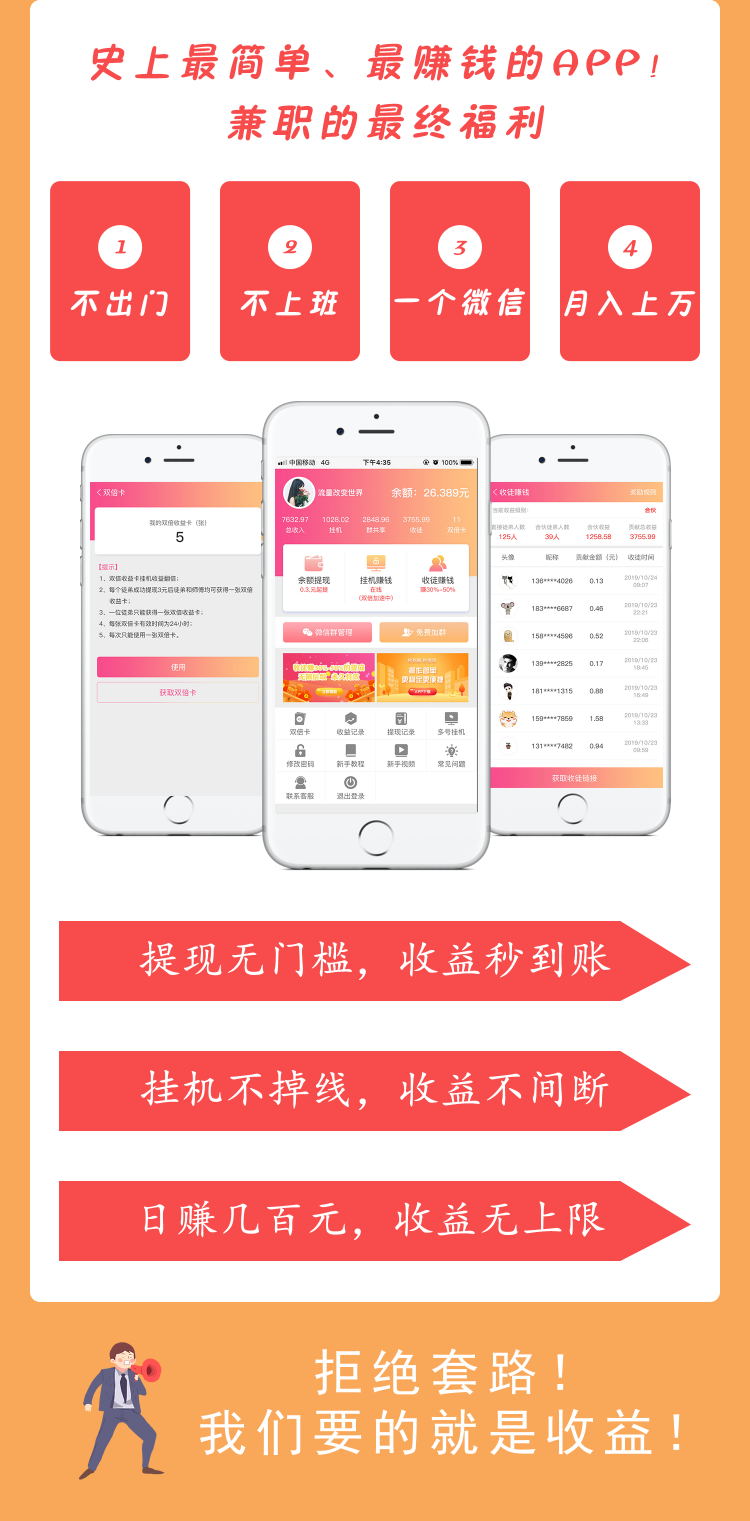 史上最简单、最赚钱的APP!
兼职的最终福利
1
不出门
2
不上班
3
一个微信
4
月入上万
双倍卡
我的双倍收益卡（张）
5
【提示】
1、双倍收益卡挂机收益翻倍；
2、每个徒弟成功提现3元后徒弟和师傅均可获得一张双倍
收益卡；
3、一位徒弟只能获得一张双倍收益卡；
4、每张双倍卡有效时间为24小时；
5、每次只能使用一张双倍卡。
使用
获取双倍卡
中国移动 4G 下午4:35 100%
流量改变世界 余额：26.389元
7632.97 1028.02 2848.96 3755.99 13
总收入 挂机 群共享 收徒 双倍卡
余额提现 挂机赚钱 收徒赚钱
0.3元起提 在线 赚30%~50%
（双倍加速中）
微信群管理 免费加群
双倍卡 收益记录 提现记录 多号挂机
修改密码 新手教程 新手视频 常见问题
联系客服 退出登录
收徒赚钱 奖励规则
当前收益级别： 合伙
直接徒弟人数 合伙徒弟人数 合伙收益 贡献总收益
125人 39人 1258.58 3755.99
头像 昵称 贡献金额（元） 收徒时间
136****4026 0.13 2019/10/24 09:07
183****6687 0.46 2019/10/23 22:21
158****4596 0.52 2019/10/23 22:06
139****2825 0.17 2019/10/23 18:45
181****1315 0.88 2019/10/23 16:49
159****7859 1.58 2019/10/23 13:33
131****7482 0.94 2019/10/23 09:59
获取收徒链接
提现无门槛，收益秒到账
挂机不掉线，收益不间断
日赚几百元，收益无上限
拒绝套路！
我们要的就是收益！